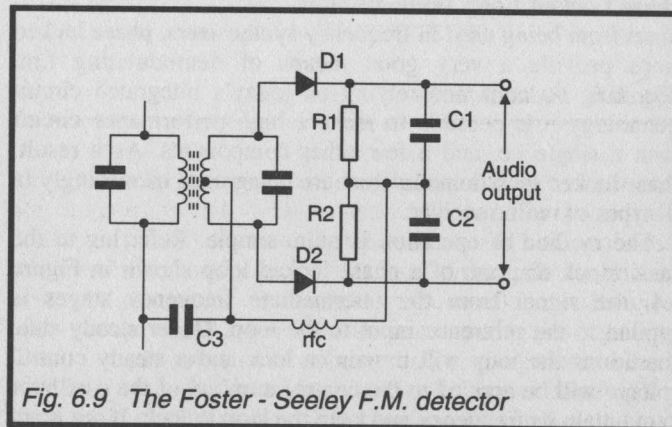 D1
R1
C1
Audio
output
R2
C2
D2
C3
rfc
Fig. 6.9 The Foster - Seeley F.M. detector